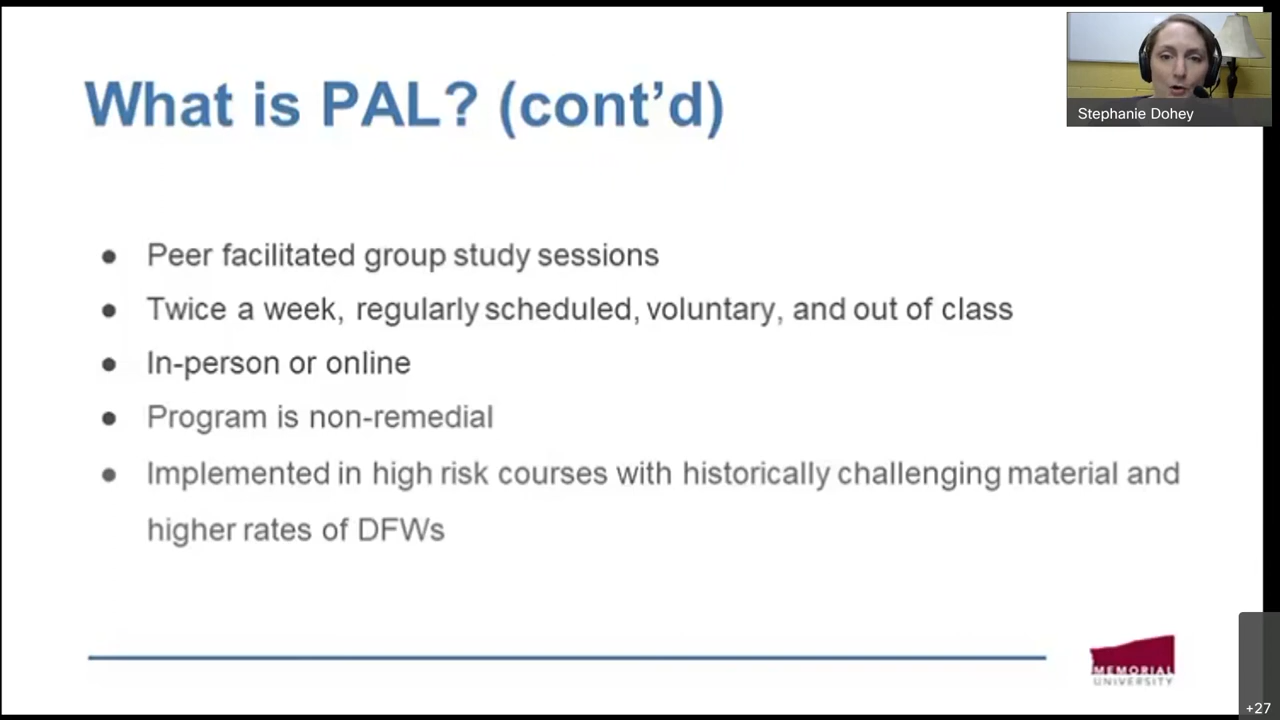 What is PAL? (cont’d)
Stephanie Dohey
● Peer facilitated group study sessions
● Twice a week, regularly scheduled, voluntary, and out of class
● In-person or online
● Program is non-remedial
● Implemented in high risk courses with historically challenging material and
higher rates of DFWs
MEMORIAL
UNIVERSITY
+27